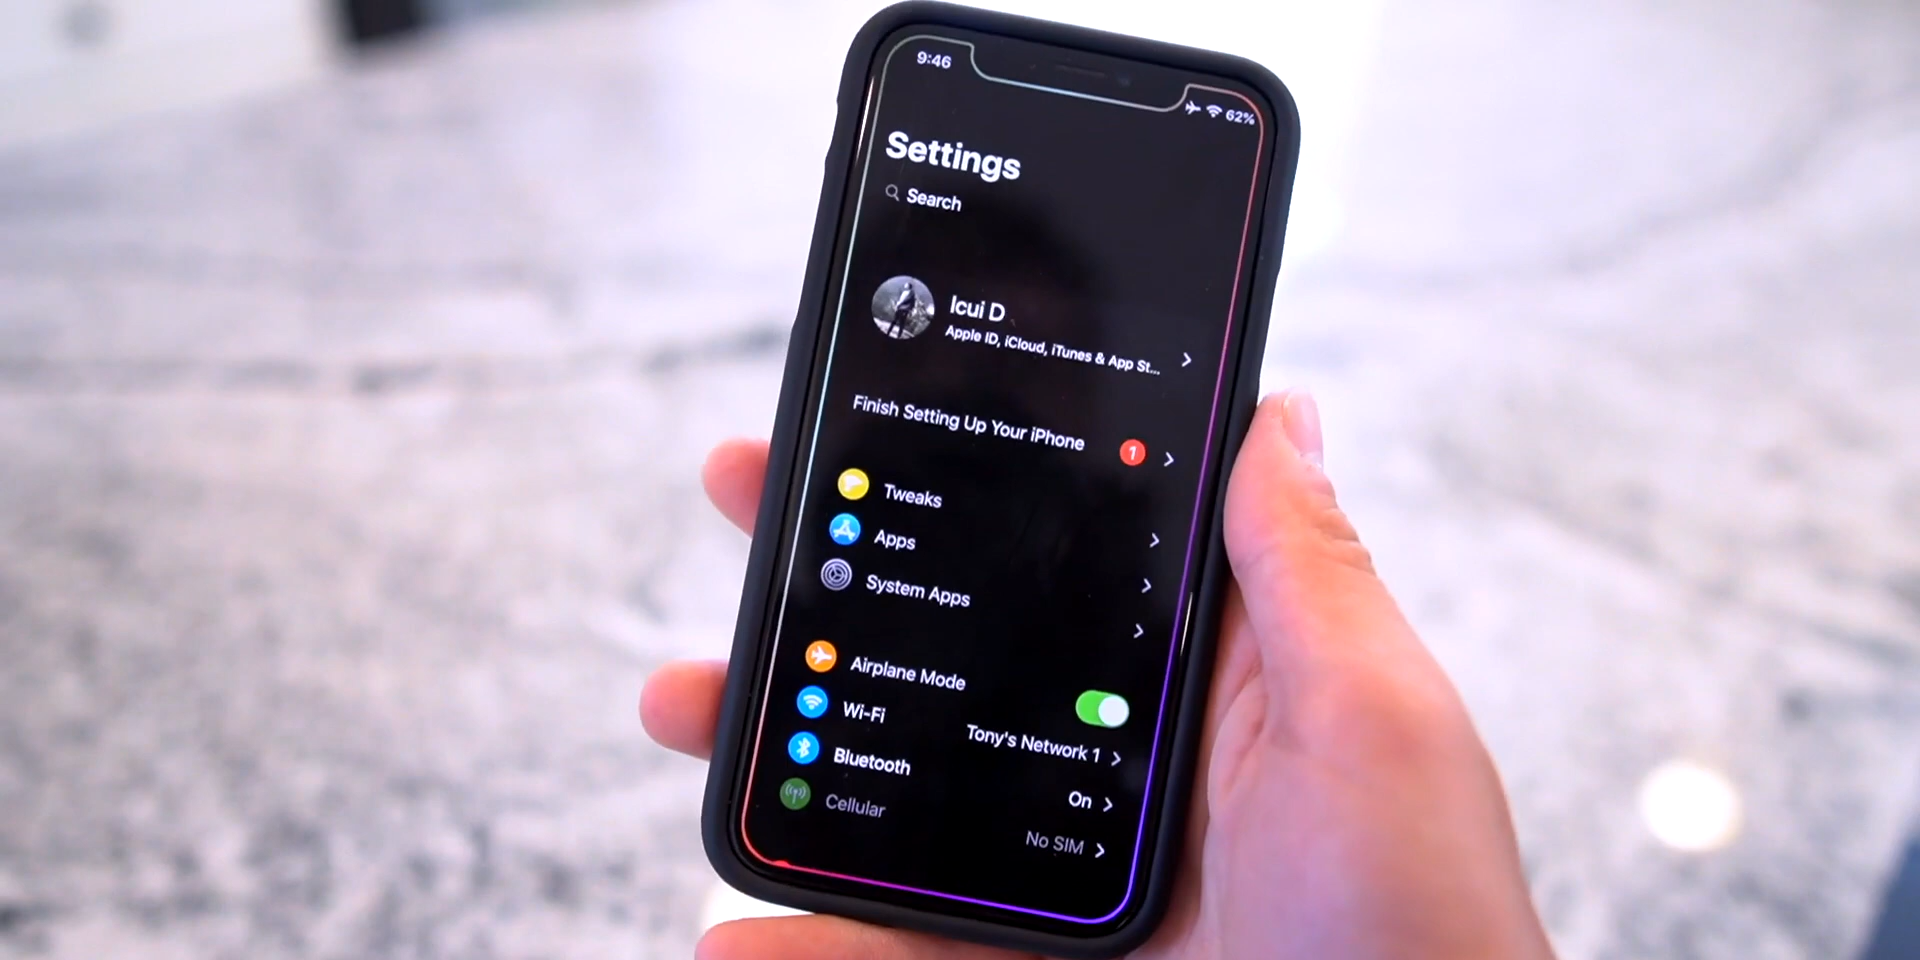 9:46
62%
Settings
Search
Icui D
Apple ID, iCloud, iTunes & App St...
Finish Setting Up Your iPhone 1
Tweaks
Apps
System Apps
Airplane Mode
Wi-Fi Tony's Network 1
Bluetooth On
Cellular No SIM